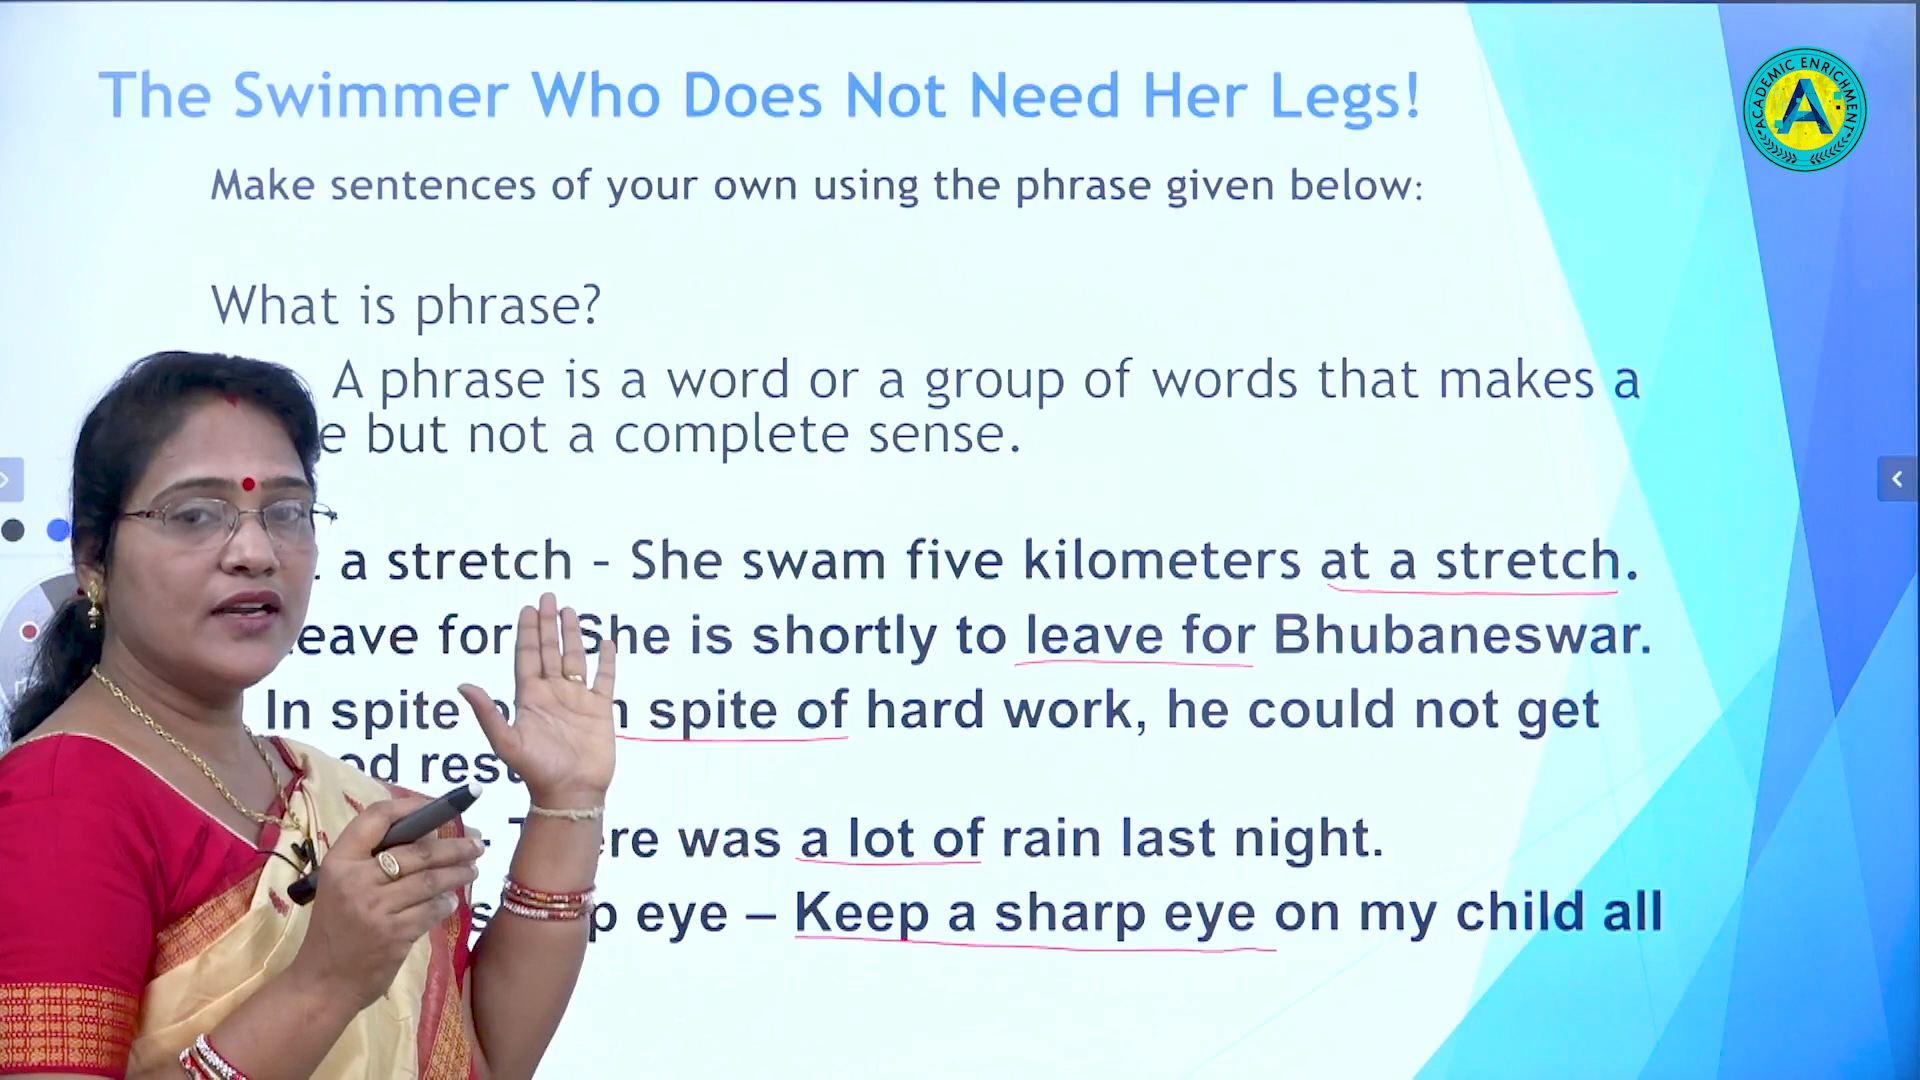 The Swimmer Who Does Not Need Her Legs!
ACADEMIC ENRICHMENT
A
Make sentences of your own using the phrase given below:
What is phrase?
A phrase is a word or a group of words that makes a
but not a complete sense.
a stretch – She swam five kilometers at a stretch.
for She is shortly to leave for Bhubaneswar.
In spite spite of hard work, he could not get
was a lot of rain last night.
eye – Keep a sharp eye on my child all